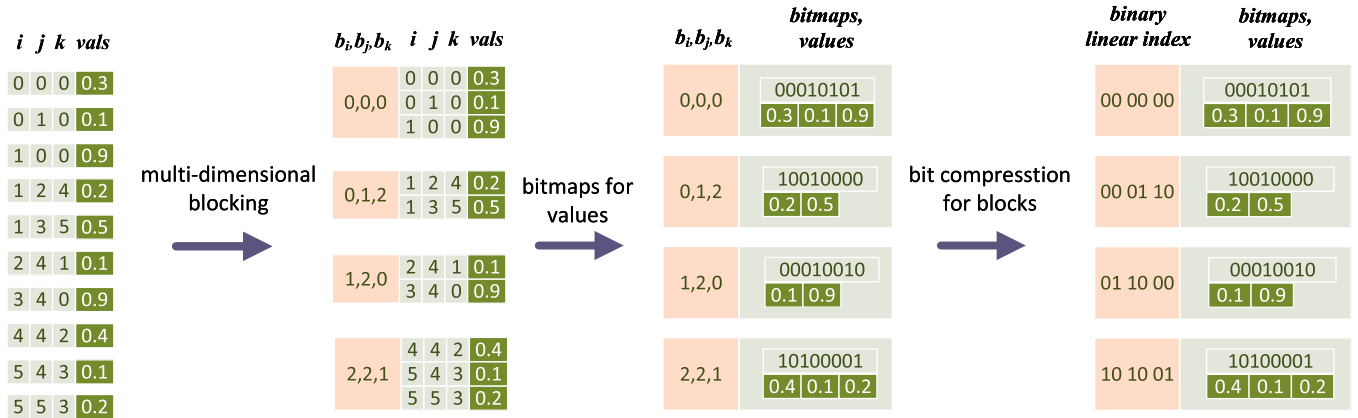 i j k vals
0 0 0 0.3
0 1 0 0.1
1 0 0 0.9
1 2 4 0.2
1 3 5 0.5
2 4 1 0.1
3 4 0 0.9
4 4 2 0.4
5 4 3 0.1
5 5 3 0.2
multi-dimensional
blocking
bi,bj,bk i j k vals
0,0,0
0 0 0 0.3
0 1 0 0.1
1 0 0 0.9
0,1,2
1 2 4 0.2
1 3 5 0.5
1,2,0
2 4 1 0.1
3 4 0 0.9
2,2,1
4 4 2 0.4
5 4 3 0.1
5 5 3 0.2
bitmaps for
values
bi,bj,bk
bitmaps,
values
0,0,0
00010101
0.3 0.1 0.9
0,1,2
10010000
0.2 0.5
1,2,0
00010010
0.1 0.9
2,2,1
10100001
0.4 0.1 0.2
bit compresstion
for blocks
binary
linear index
bitmaps,
values
00 00 00
00010101
0.3 0.1 0.9
00 01 10
10010000
0.2 0.5
01 10 00
00010010
0.1 0.9
10 10 01
10100001
0.4 0.1 0.2